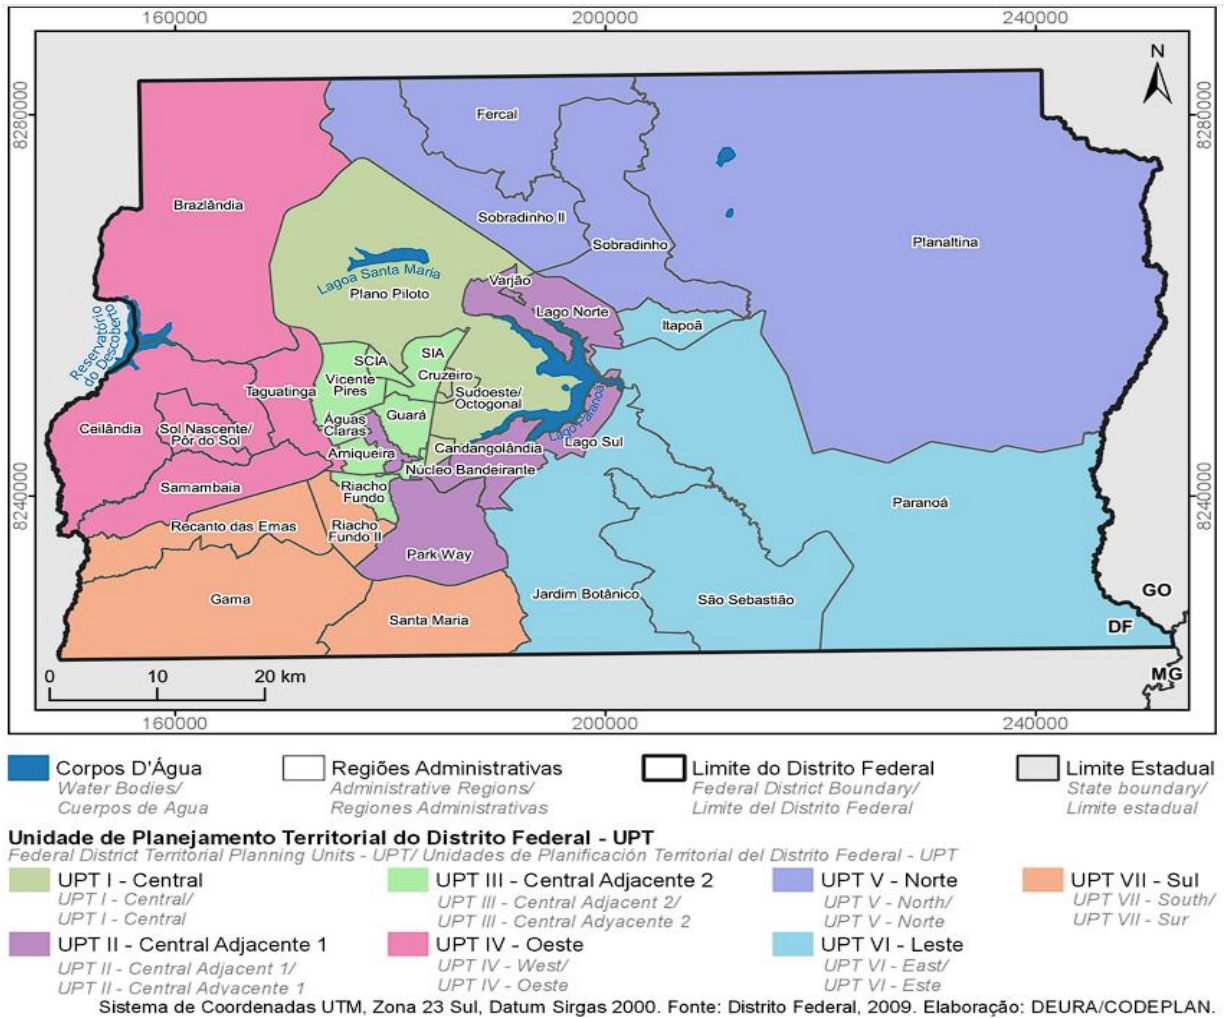 160000
200000
240000
8280000
8280000
N
Fercal
Brazlândia
Sobradinho II
Sobradinho
Planaltina
Lagoa Santa Maria
Varjão
Plano Piloto
Reservatório
do Descoberto
Lago Norte
Itapoã
SIA
SCIA
Cruzeiro
Vicente
Pires
Taguatinga
Sudoeste/
Octogonal
Lago Paranoá
Guará
Águas
Claras
Ceilândia
Sol Nascente/
Pôr do Sol
Lago Sul
Candangolândia
Arniqueira
Núcleo Bandeirante
8240000
8240000
Samambaia
Riacho
Fundo
Paranoá
Recanto das Emas
Riacho
Fundo II
Park Way
Gama
Jardim Botânico
São Sebastião
GO
Santa Maria
DF
0
10
20 km
MG
160000
200000
240000
Corpos D'Água
Water Bodies/
Cuerpos de Agua
Regiões Administrativas
Administrative Regions/
Regiones Administrativas
Limite do Distrito Federal
Federal District Boundary/
Limite del Distrito Federal
Limite Estadual
State boundary/
Limite estadual
Unidade de Planejamento Territorial do Distrito Federal - UPT
Federal District Territorial Planning Units - UPT/ Unidades de Planificación Territorial del Distrito Federal - UPT
UPT I - Central
UPT I - Central/
UPT I - Central
UPT III - Central Adjacente 2
UPT III - Central Adjacent 2/
UPT III - Central Adyacente 2
UPT V - Norte
UPT V - North/
UPT V - Norte
UPT VII - Sul
UPT VII - South/
UPT VII - Sur
UPT II - Central Adjacente 1
UPT II - Central Adjacent 1/
UPT II - Central Adyacente 1
UPT IV - Oeste
UPT IV - West/
UPT IV - Oeste
UPT VI - Leste
UPT VI - East/
UPT VI - Este
Sistema de Coordenadas UTM, Zona 23 Sul, Datum Sirgas 2000. Fonte: Distrito Federal, 2009. Elaboração: DEURA/CODEPLAN.